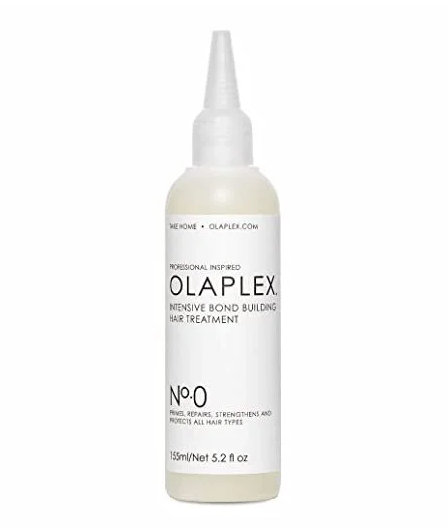 TAKE HOME • OLAPLEX.COM
PROFESSIONAL INSPIRED
OLAPLEX.
INTENSIVE BOND BUILDING
HAIR TREATMENT
Nº.0
PRIMES, REPAIRS, STRENGTHENS AND
PROTECTS ALL HAIR TYPES
155ml/Net 5.2 fl oz